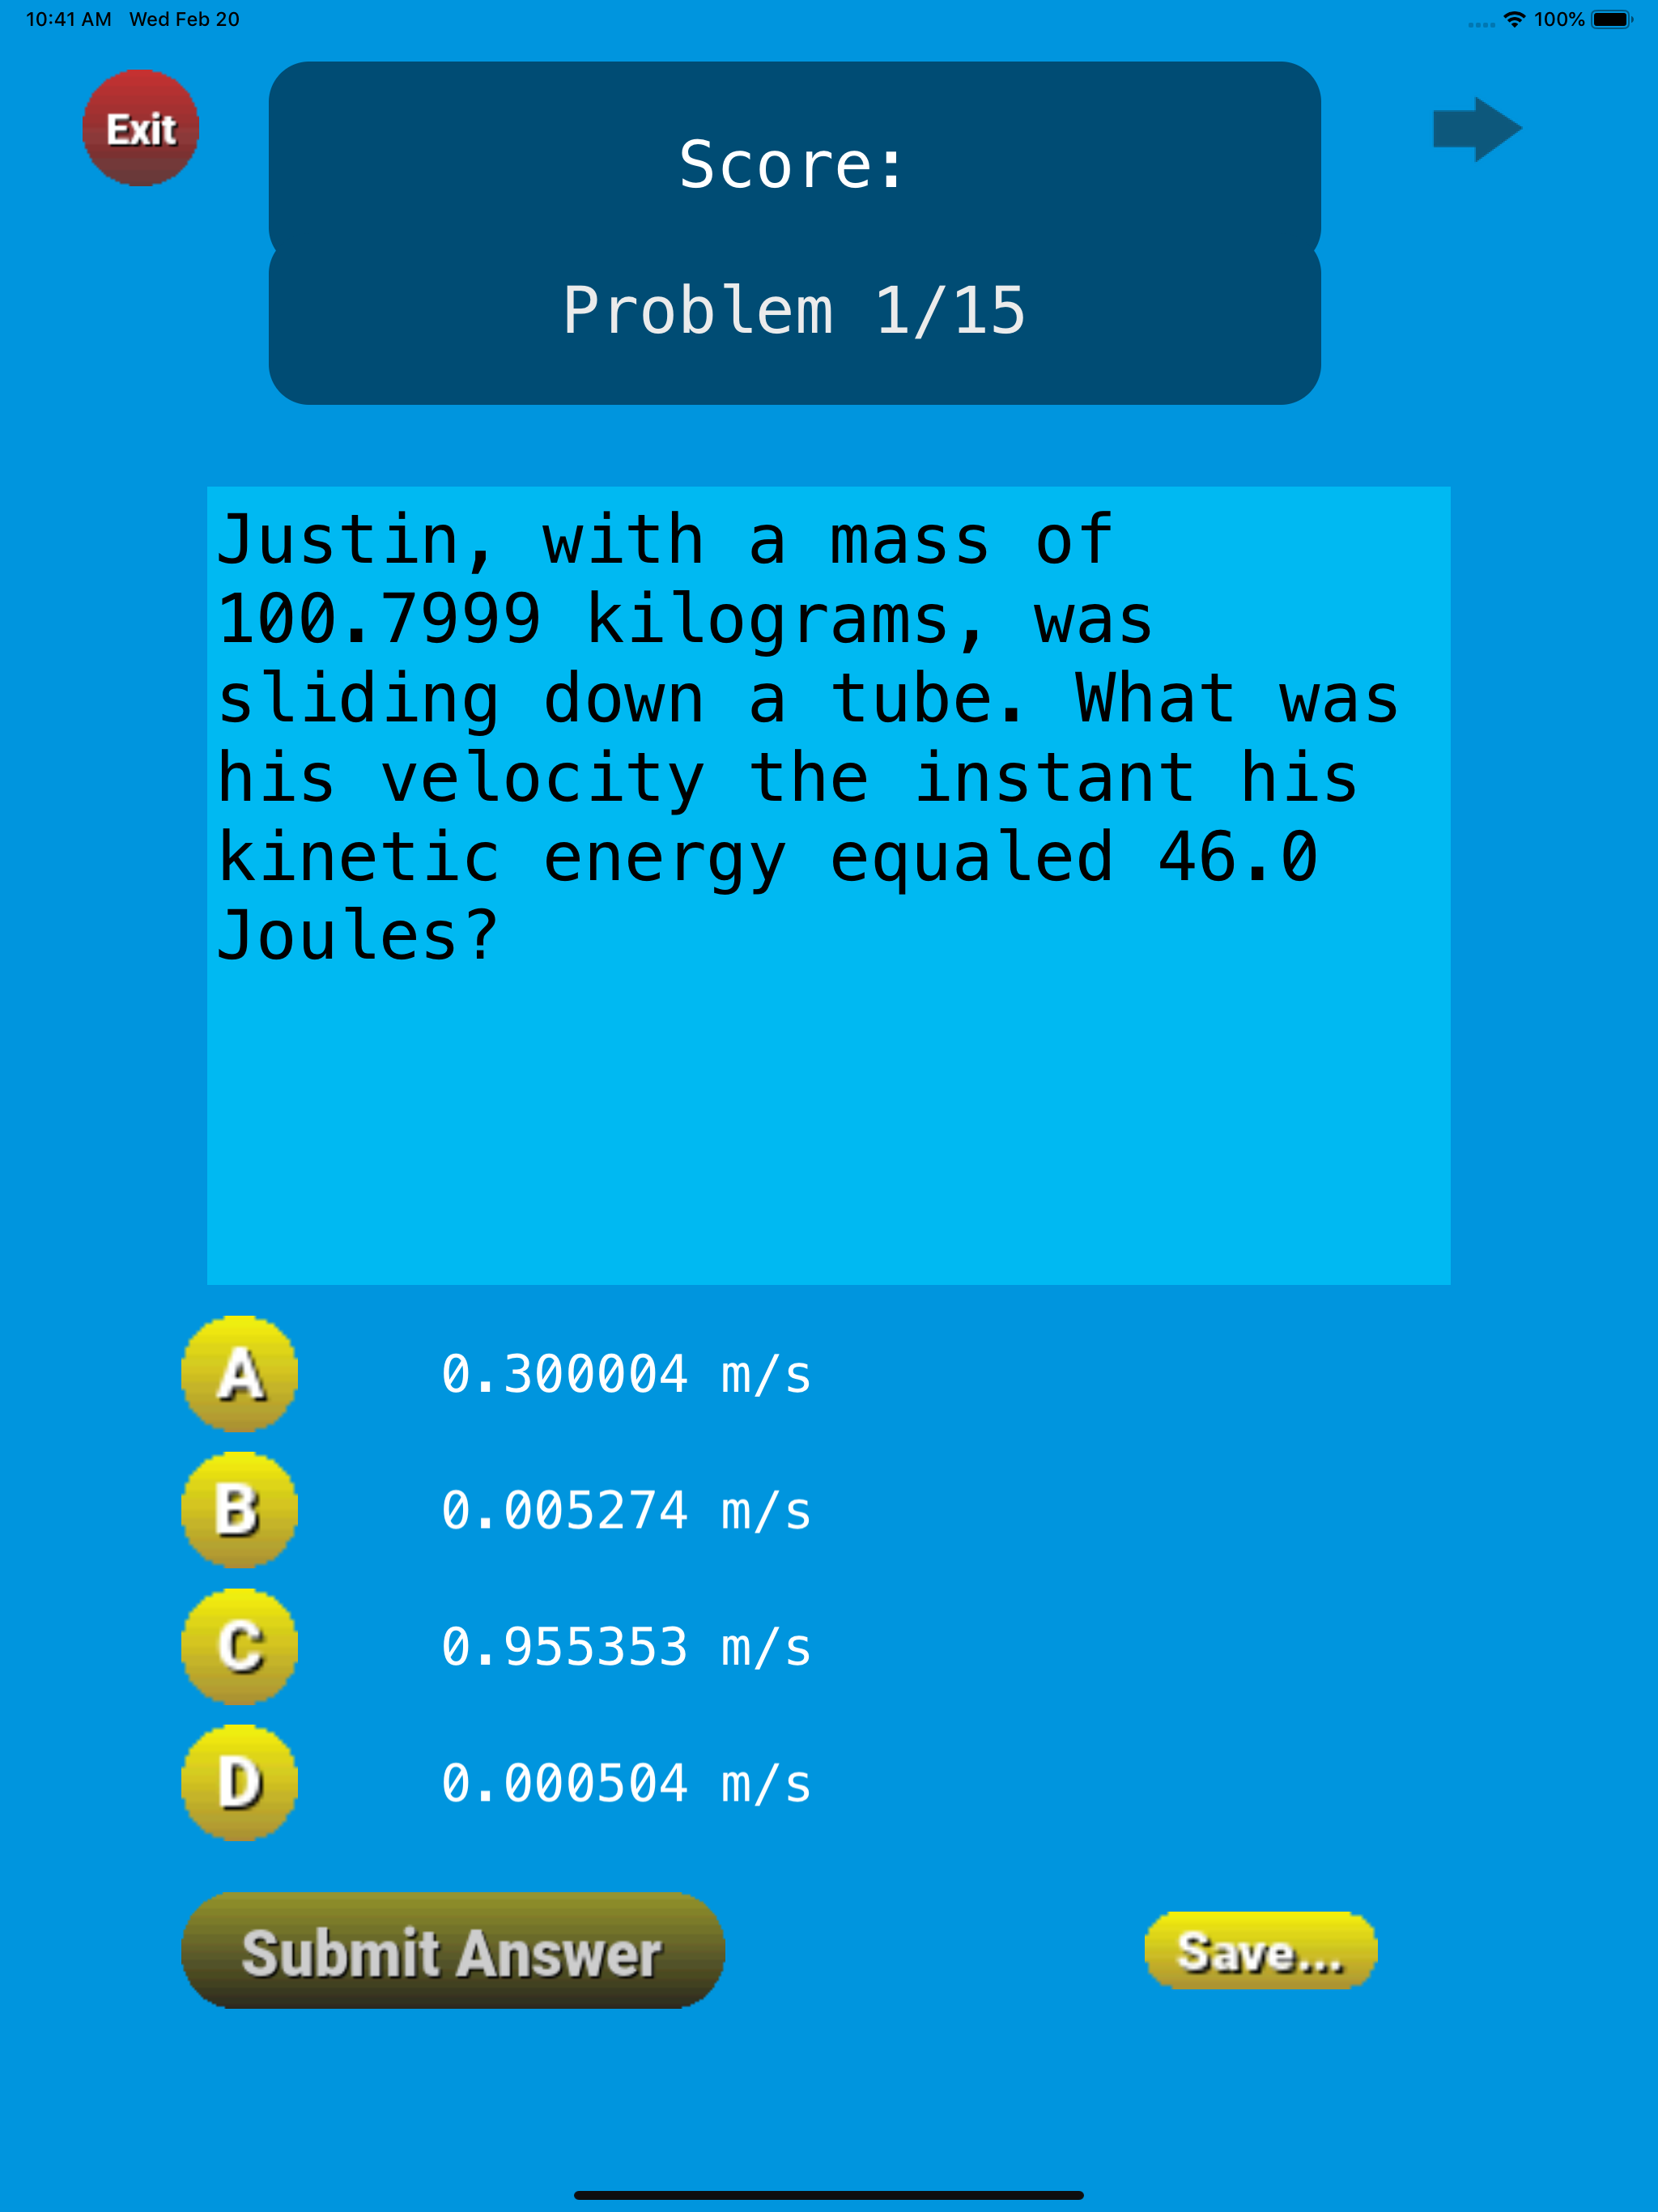 10:41 AM Wed Feb 20
100%
Exit
Score:
Problem 1/15
Justin, with a mass of
100.7999 kilograms, was
sliding down a tube. What was
his velocity the instant his
kinetic energy equaled 46.0
Joules?
A 0.300004 m/s
B 0.005274 m/s
C 0.955353 m/s
D 0.000504 m/s
Submit Answer
Save...